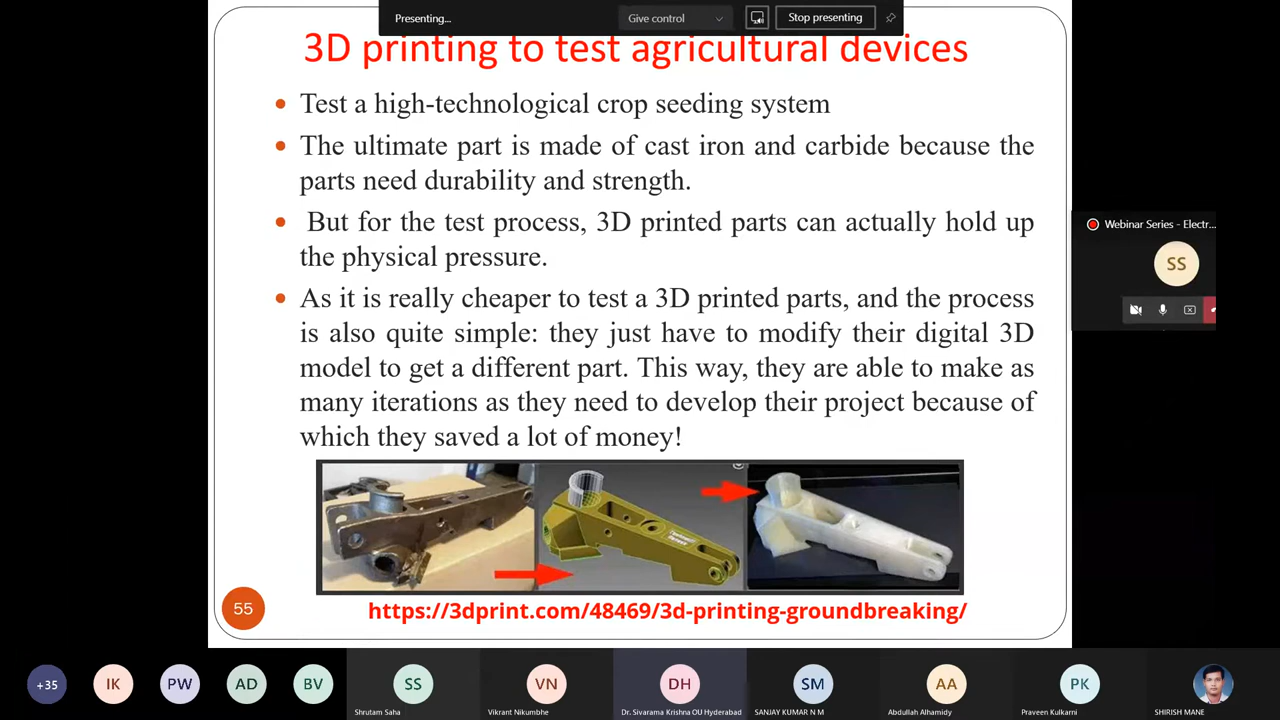 Presenting...
Give control
Stop presenting
3D printing to test agricultural devices
Test a high-technological crop seeding system
The ultimate part is made of cast iron and carbide because the
parts need durability and strength.
But for the test process, 3D printed parts can actually hold up
the physical pressure.
As it is really cheaper to test a 3D printed parts, and the process
is also quite simple: they just have to modify their digital 3D
model to get a different part. This way, they are able to make as
many iterations as they need to develop their project because of
which they saved a lot of money!
55
https://3dprint.com/48469/3d-printing-groundbreaking/
Webinar Series - Electr...
SS
+35
IK
PW
AD
BV
SS
VN
DH
SM
AA
PK
Shrutam Saha
Vikrant Nikumbhe
Dr. Sivarama Krishna OU Hyderabad
SANJAY KUMAR N M
Abdullah Alhamidy
Praveen Kulkarni
SHIRISH MANE